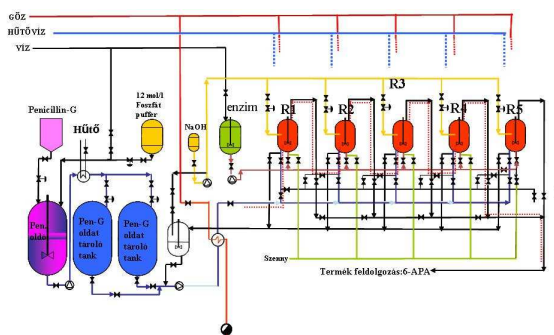 GŐZ
HŰTŐVÍZ
VÍZ
12 mol/l
Foszfát
puffer
Penicillin-G
Hűtő
NaOH
enzim
R1
R2
R3
R4
R5
Pen.
oldó
Pen-G
oldat
tároló
tank
Pen-G
oldat
tároló
tank
Szenny
Termék feldolgozás:6-APA